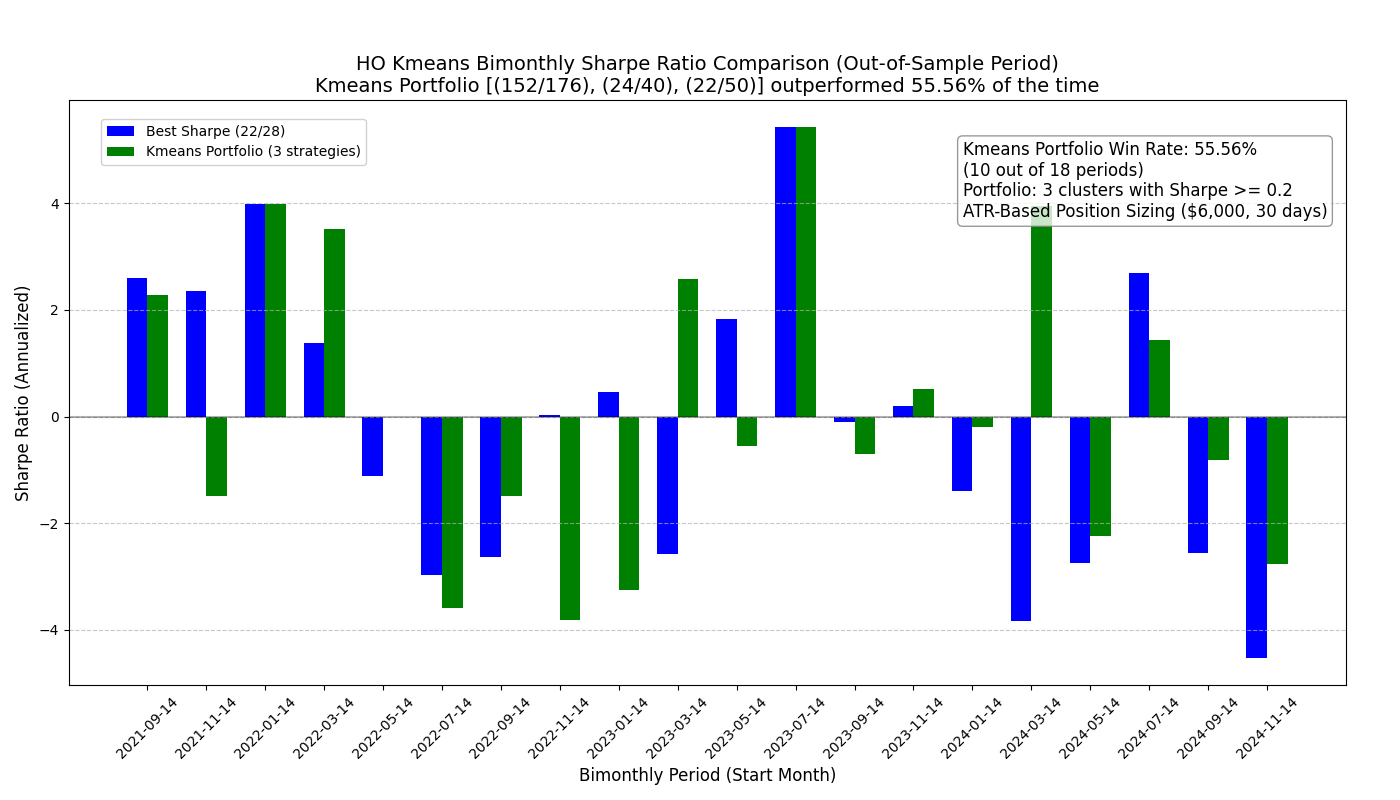 HO Kmeans Bimonthly Sharpe Ratio Comparison (Out-of-Sample Period)
Kmeans Portfolio [(152/176), (24/40), (22/50)] outperformed 55.56% of the time
Best Sharpe (22/28)
Kmeans Portfolio (3 strategies)
Kmeans Portfolio Win Rate: 55.56%
(10 out of 18 periods)
Portfolio: 3 clusters with Sharpe >= 0.2
ATR-Based Position Sizing ($6,000, 30 days)
Sharpe Ratio (Annualized)
4
2
0
−2
−4
2021-09-14
2021-11-14
2022-01-14
2022-03-14
2022-05-14
2022-07-14
2022-09-14
2022-11-14
2023-01-14
2023-03-14
2023-05-14
2023-07-14
2023-09-14
2023-11-14
2024-01-14
2024-03-14
2024-05-14
2024-07-14
2024-09-14
2024-11-14
Bimonthly Period (Start Month)